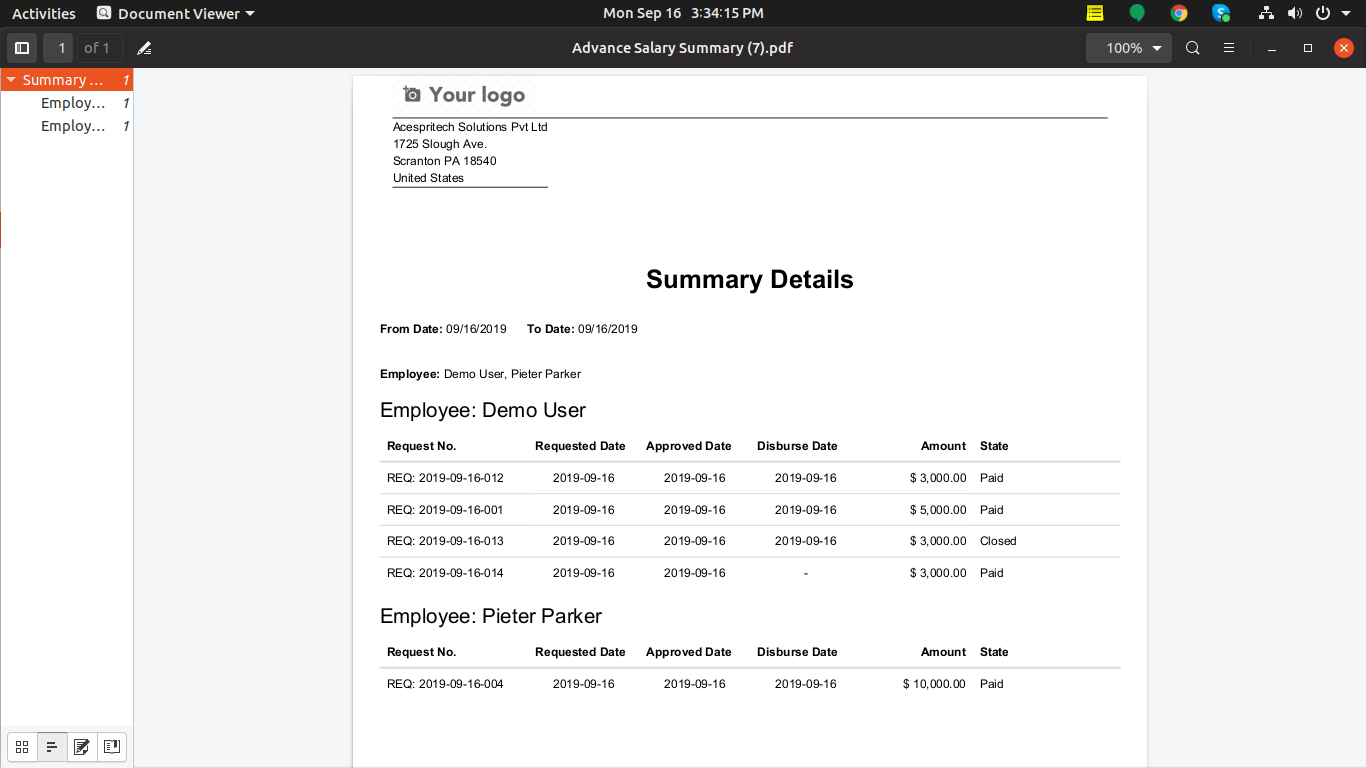 Activities Document Viewer Mon Sep 16 3:34:15 PM
1 of 1 Advance Salary Summary (7).pdf 100%
Summary ... 1
Employ... 1
Employ... 1
Your logo
Acespritech Solutions Pvt Ltd
1725 Slough Ave.
Scranton PA 18540
United States
Summary Details
From Date: 09/16/2019 To Date: 09/16/2019
Employee: Demo User, Pieter Parker
Employee: Demo User
Request No. Requested Date Approved Date Disburse Date Amount State
REQ: 2019-09-16-012 2019-09-16 2019-09-16 2019-09-16 $ 3,000.00 Paid
REQ: 2019-09-16-001 2019-09-16 2019-09-16 2019-09-16 $ 5,000.00 Paid
REQ: 2019-09-16-013 2019-09-16 2019-09-16 2019-09-16 $ 3,000.00 Closed
REQ: 2019-09-16-014 2019-09-16 2019-09-16 - $ 3,000.00 Paid
Employee: Pieter Parker
Request No. Requested Date Approved Date Disburse Date Amount State
REQ: 2019-09-16-004 2019-09-16 2019-09-16 2019-09-16 $ 10,000.00 Paid